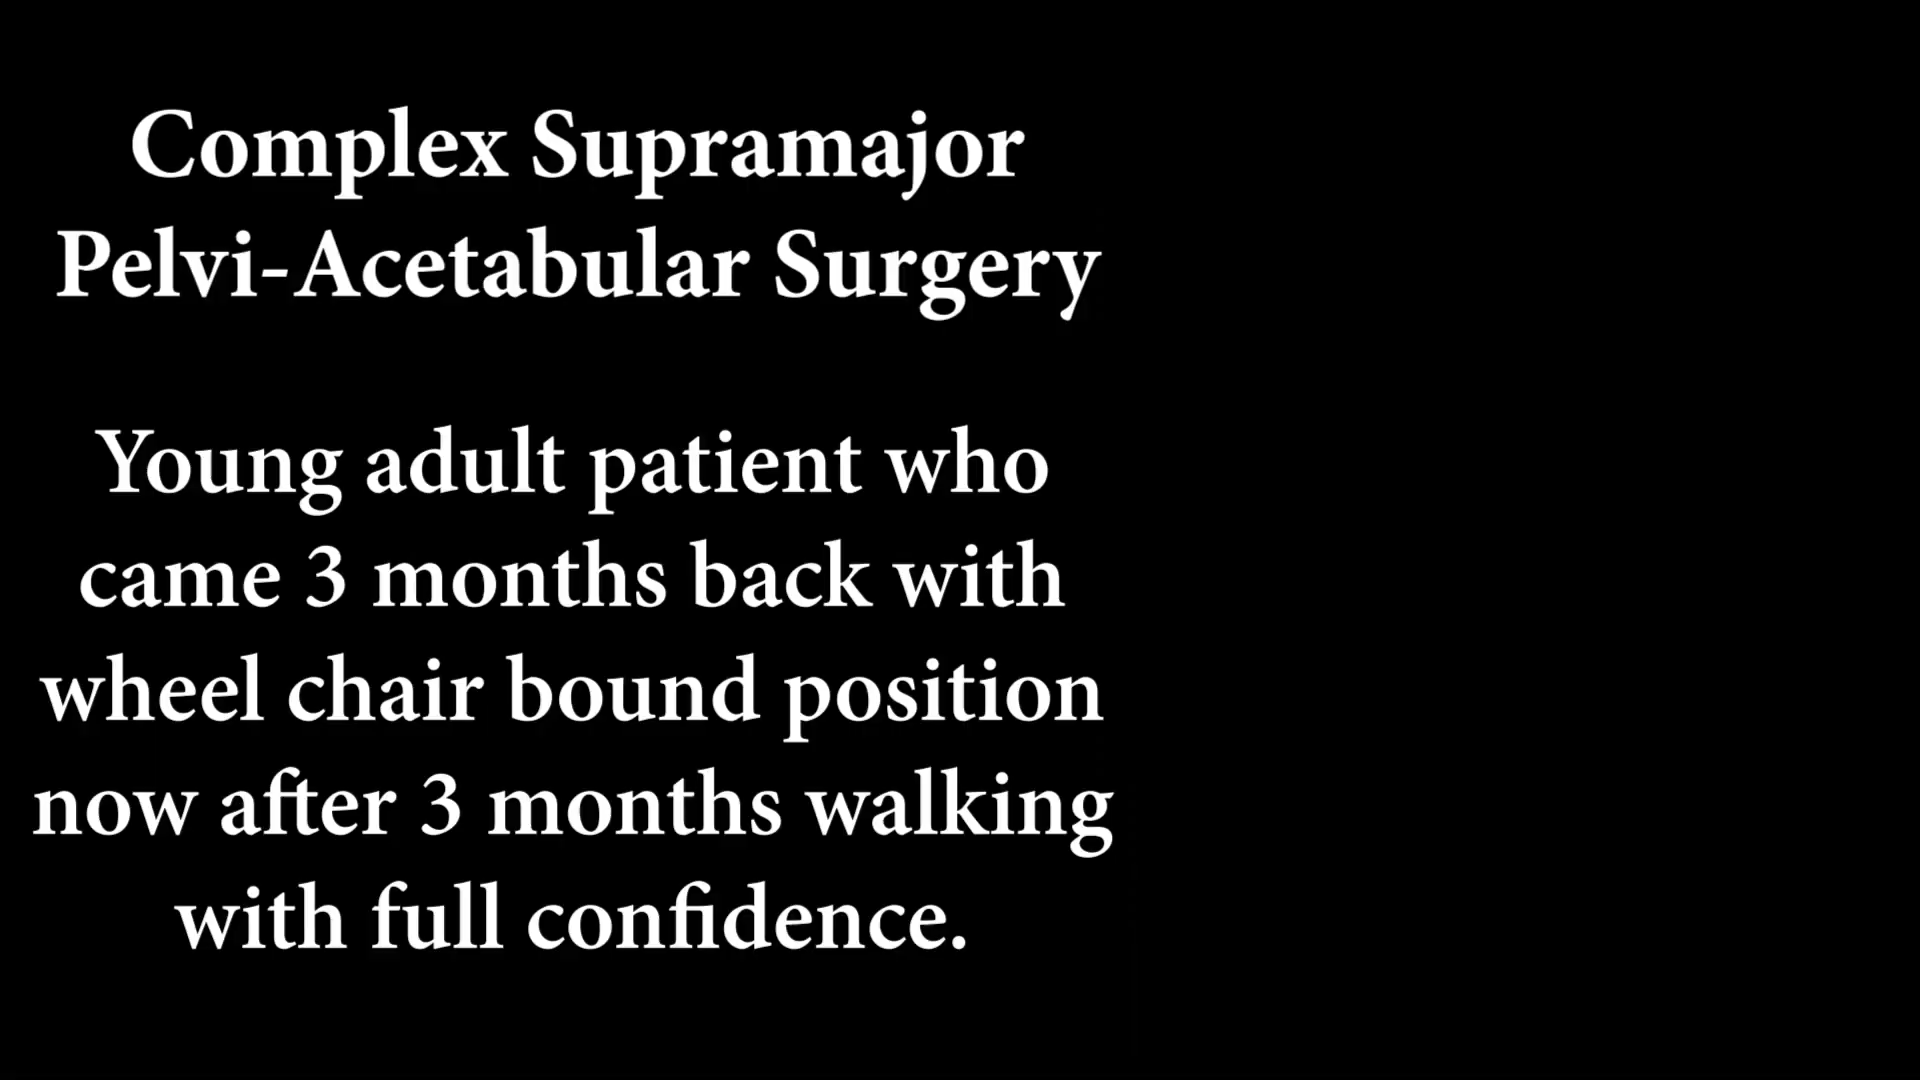 Complex Supramajor
Pelvi-Acetabular Surgery
Young adult patient who
came 3 months back with
wheel chair bound position
now after 3 months walking
with full confidence.